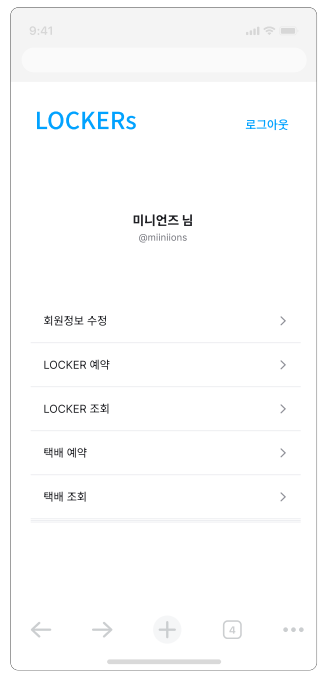 9:41
LOCKERs
로그아웃
미니언즈 님
@miiniions
회원정보 수정
LOCKER 예약
LOCKER 조회
택배 예약
택배 조회
4